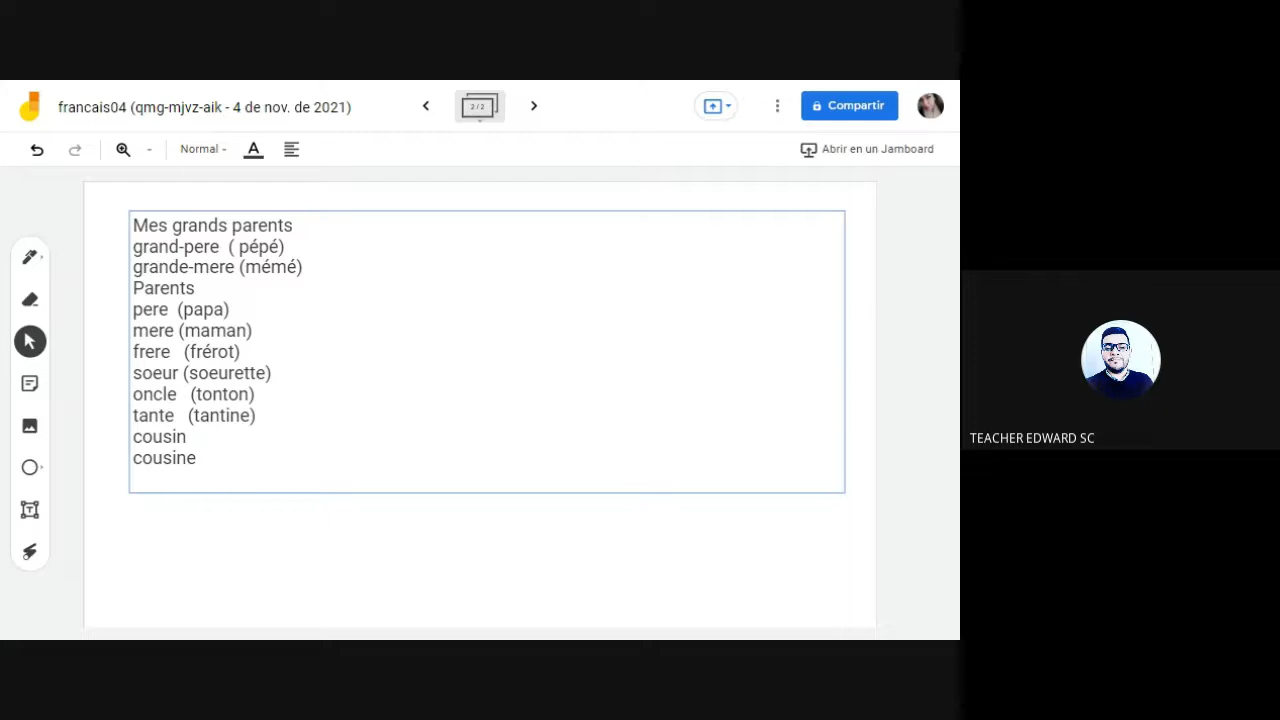 francais04 (qmg-mjvz-aik - 4 de nov. de 2021)
2 / 2
Compartir
Normal
A
Abrir en un Jamboard
Mes grands parents
grand-pere ( pépé)
grande-mere (mémé)
Parents
pere (papa)
mere (maman)
frere (frérot)
soeur (soeurette)
oncle (tonton)
tante (tantine)
cousin
cousine
TEACHER EDWARD SC